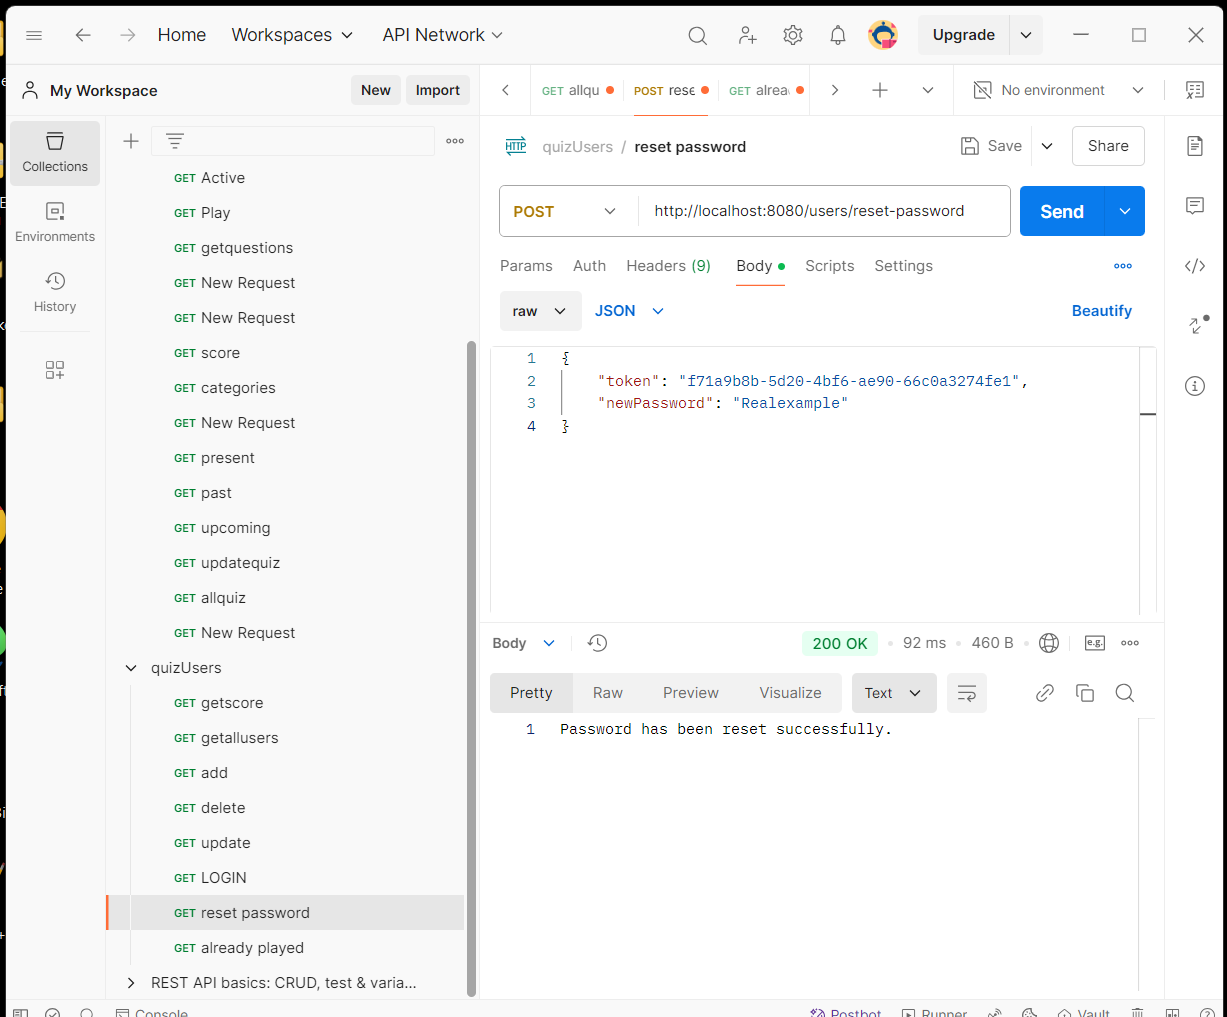 Home
Workspaces
API Network
Upgrade
My Workspace
New
Import
GET allqu
POST rese
GET alrea
No environment
Collections
Environments
History
GET Active
GET Play
GET getquestions
GET New Request
GET New Request
GET score
GET categories
GET New Request
GET present
GET past
GET upcoming
GET updatequiz
GET allquiz
GET New Request
quizUsers
GET getscore
GET getallusers
GET add
GET delete
GET update
GET LOGIN
GET reset password
GET already played
REST API basics: CRUD, test & varia...
HTTP quizUsers / reset password
Save
Share
POST
http://localhost:8080/users/reset-password
Send
Params Auth Headers (9) Body Scripts Settings
raw
JSON
Beautify
1 {
2 "token": "f71a9b8b-5d20-4bf6-ae90-66c0a3274fe1",
3 "newPassword": "Realexample"
4 }
Body
200 OK
92 ms
460 B
e.g.
Pretty Raw Preview Visualize
Text
1 Password has been reset successfully.
Console
Postbot
Runner
Vault